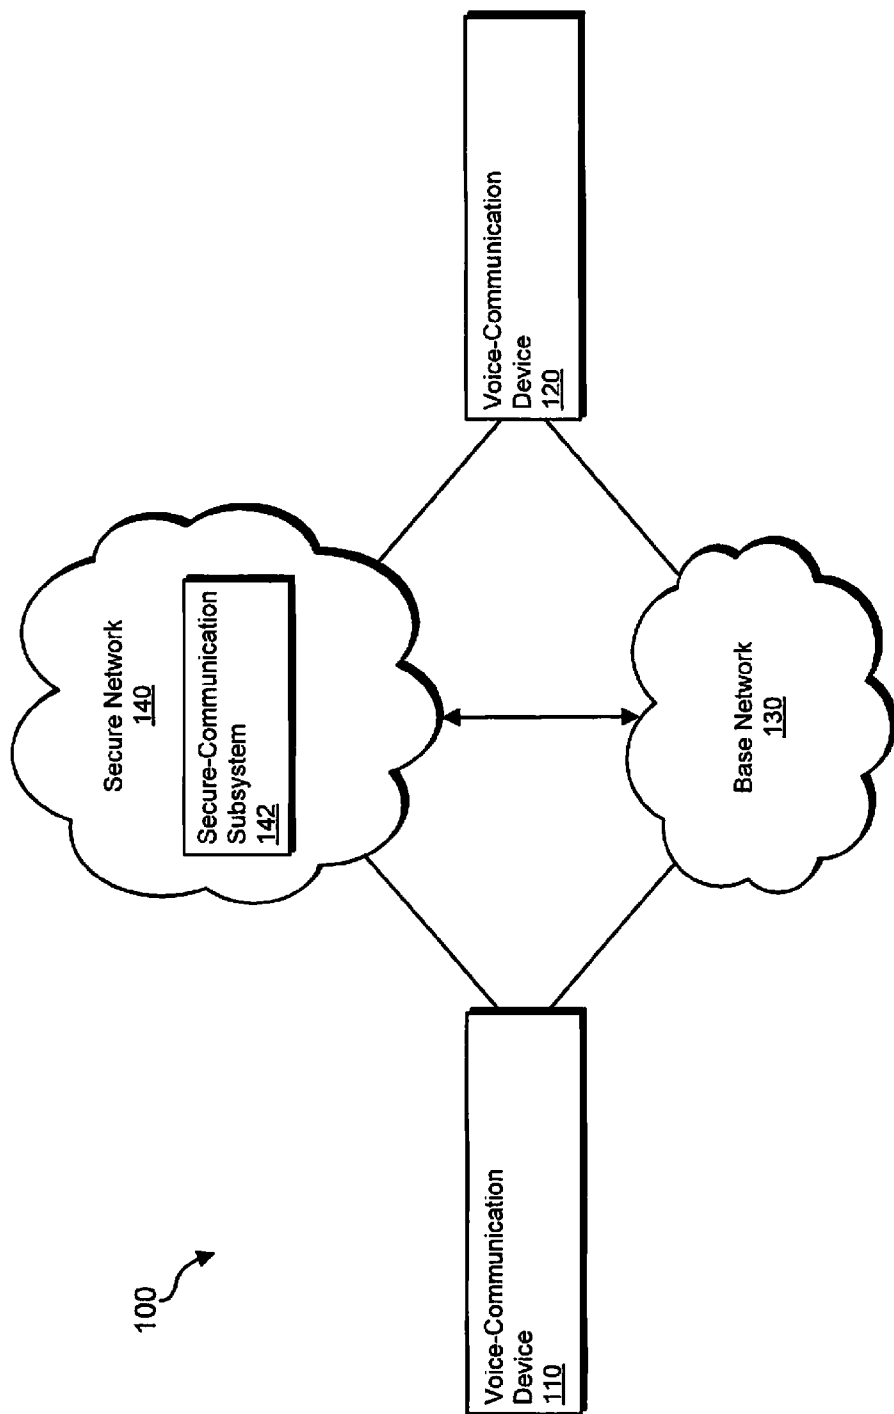 100
Secure Network
140
Secure-Communication
Subsystem
142
Voice-Communication
Device
110
Voice-Communication
Device
120
Base Network
130